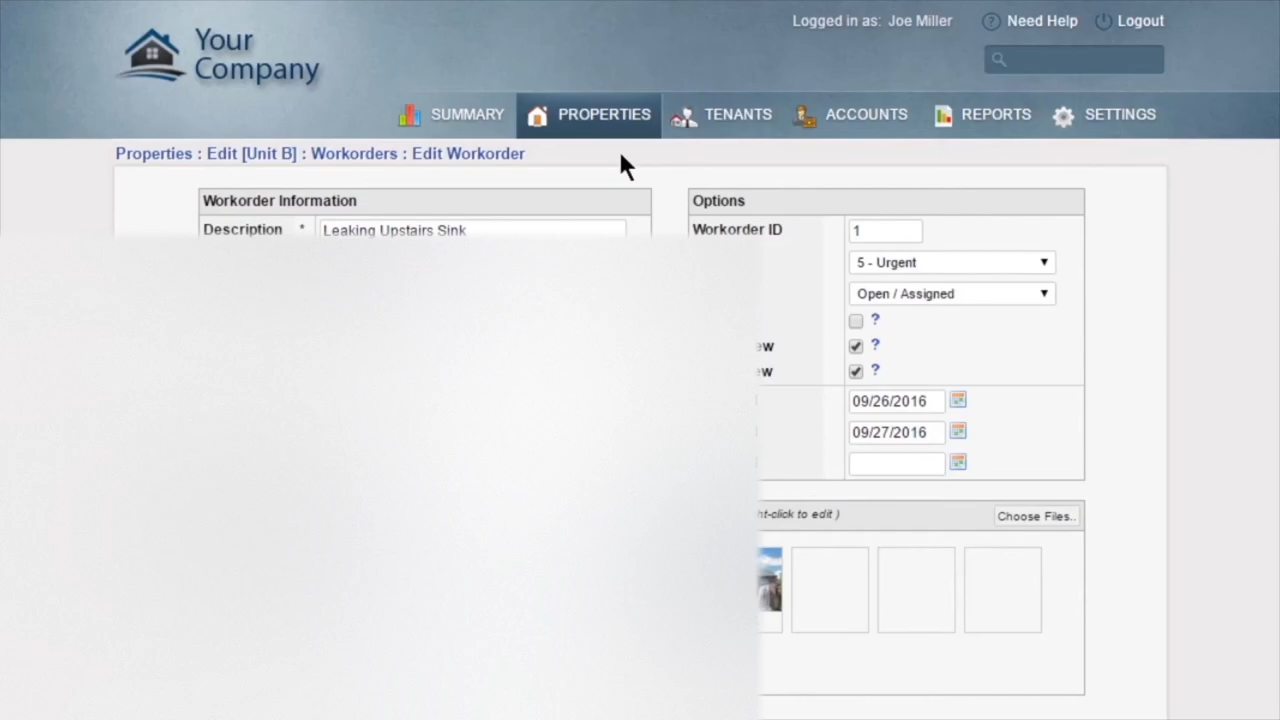 Logged in as: Joe Miller Need Help Logout
Your
Company
SUMMARY PROPERTIES TENANTS ACCOUNTS REPORTS SETTINGS
Properties : Edit [Unit B] : Workorders : Edit Workorder
Workorder Information
Description * Leaking Upstairs Sink
Options
Workorder ID 1
5 - Urgent
Open / Assigned
?
?
?
09/26/2016
09/27/2016
to edit )
Choose Files..